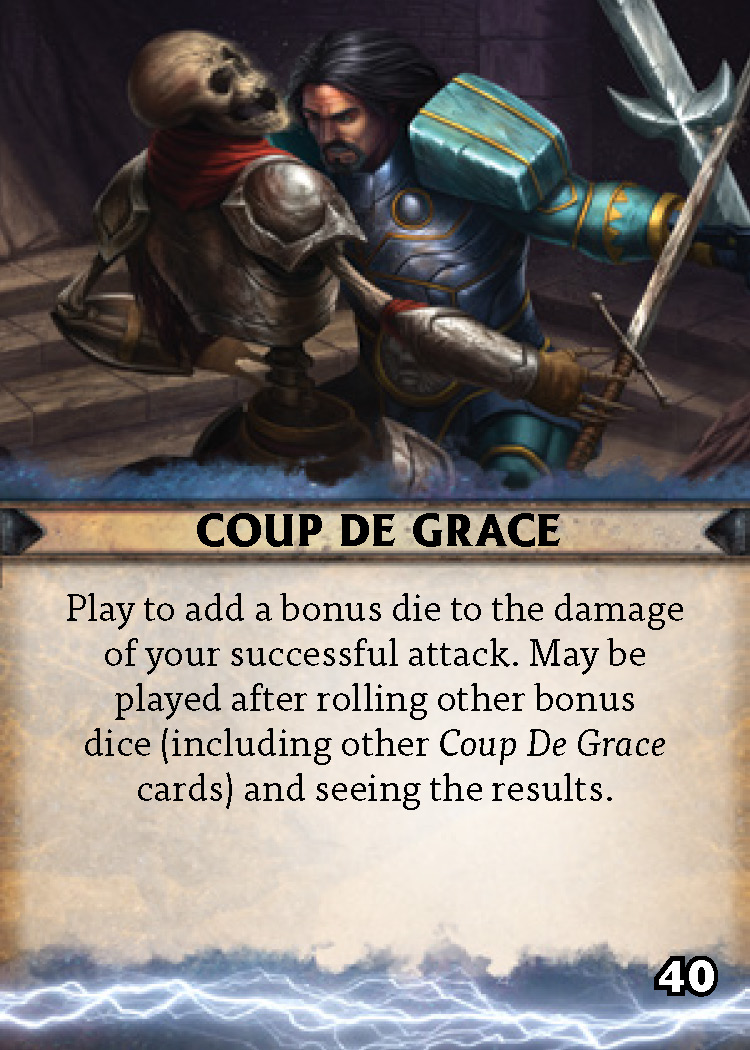 COUP DE GRACE
Play to add a bonus die to the damage
of your successful attack. May be
played after rolling other bonus
dice (including other Coup De Grace
cards) and seeing the results.
40